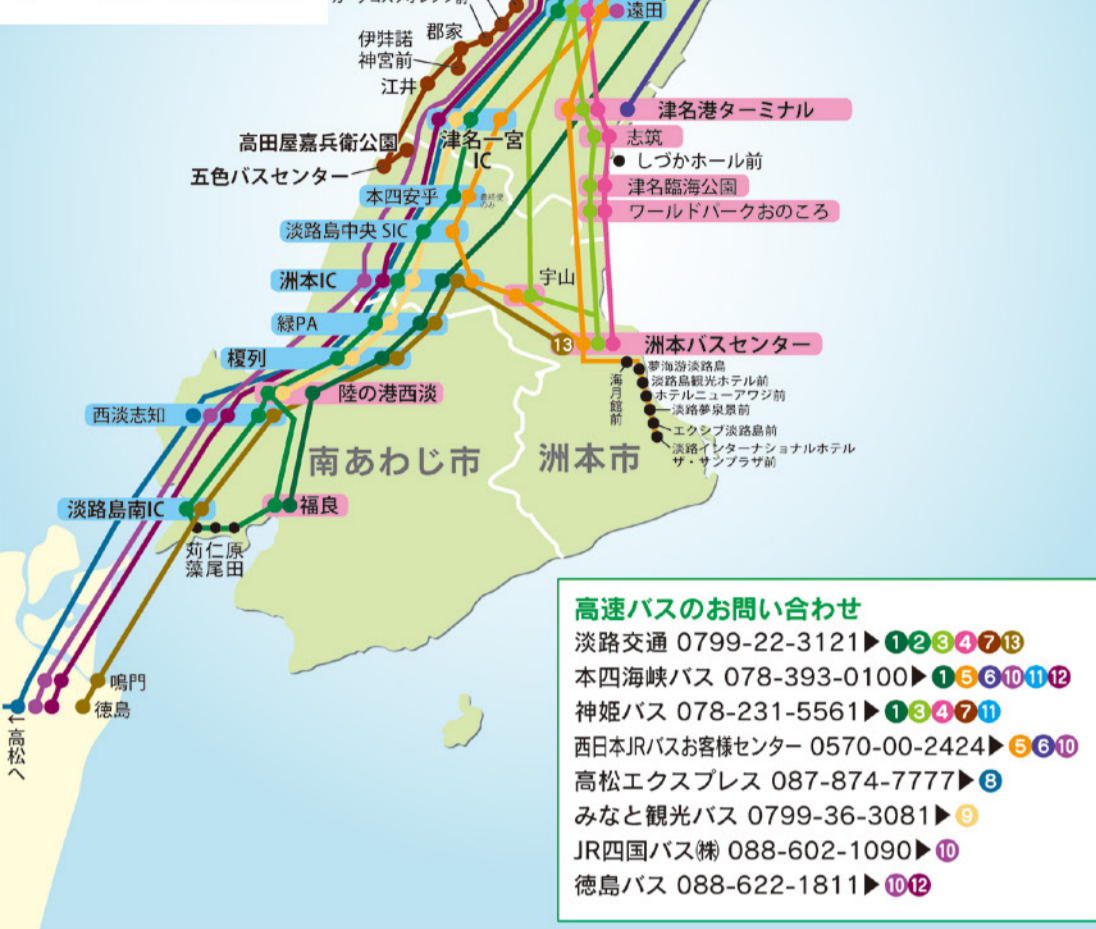 遠田
郡家
伊弉諾
神宮前
江井
高田屋嘉兵衛公園
五色バスセンター
津名一宮
IC
本四安乎
最終便
のみ
淡路島中央 SIC
洲本IC
緑PA
榎列
陸の港西淡
西淡志知
淡路島南IC
福良
苅藻
仁尾
原田
津名港ターミナル
志筑
しづかホール前
津名臨海公園
ワールドパークおのころ
宇山
13
洲本バスセンター
海月館前
夢海游淡路島
淡路島観光ホテル前
ホテルニューアワジ前
淡路夢泉景前
エクシブ淡路島前
淡路インターナショナルホテル
ザ・サンプラザ前
南あわじ市
洲本市
鳴門
徳島
←高松へ
高速バスのお問い合わせ
淡路交通 0799-22-3121▶①②③④⑦⑬
本四海峡バス 078-393-0100▶①⑤⑥⑩⑪⑫
神姫バス 078-231-5561▶①③④⑦⑪
西日本JRバスお客様センター 0570-00-2424▶⑤⑥⑩
高松エクスプレス 087-874-7777▶⑧
みなと観光バス 0799-36-3081▶⑨
JR四国バス㈱ 088-602-1090▶⑩
徳島バス 088-622-1811▶⑩⑫